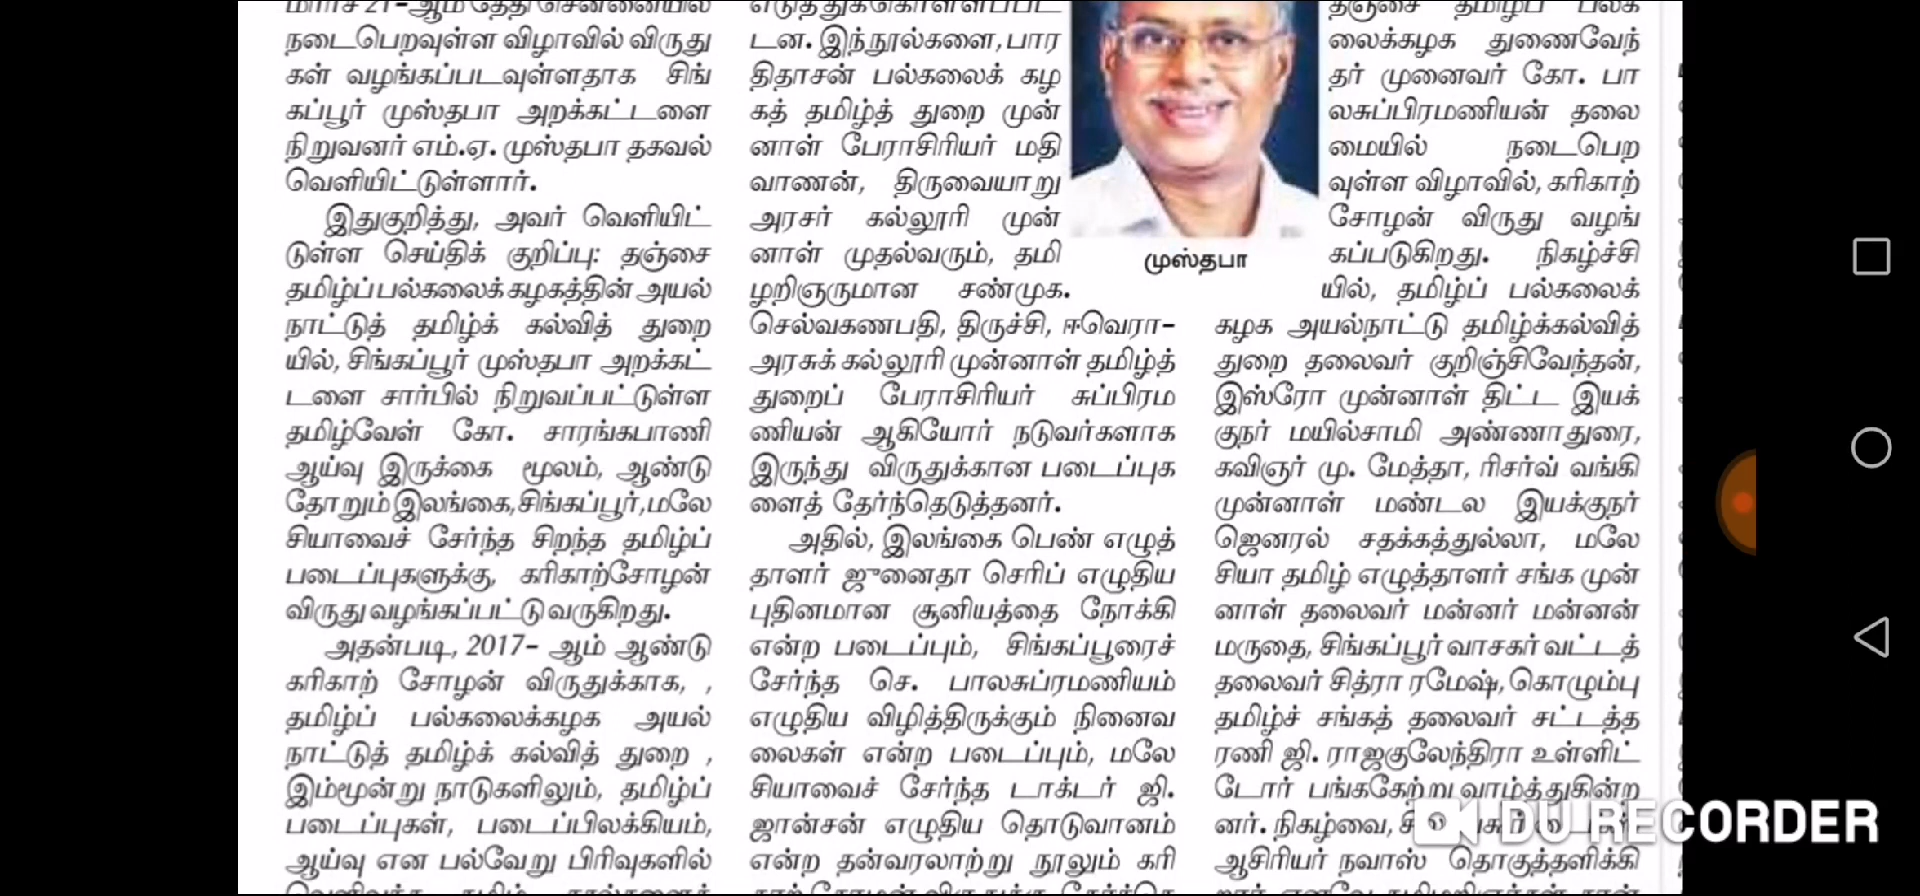 மார்ச் 21-ஆம் தேதி சென்னையில்
நடைபெறவுள்ள விழாவில் விருது
கள் வழங்கப்படவுள்ளதாக சிங்
கப்பூர் முஸ்தபா அறக்கட்டளை
நிறுவனர் எம்.ஏ. முஸ்தபா தகவல்
வெளியிட்டுள்ளார்.
இதுகுறித்து, அவர் வெளியிட்
டுள்ள செய்திக் குறிப்பு: தஞ்சை
தமிழ்ப் பல்கலைக்கழகத்தின் அயல்
நாட்டுத் தமிழ்க் கல்வித் துறை
யில், சிங்கப்பூர் முஸ்தபா அறக்கட்
டளை சார்பில் நிறுவப்பட்டுள்ள
தமிழ்வேள் கோ. சாரங்கபாணி
ஆய்வு இருக்கை மூலம், ஆண்டு
தோறும் இலங்கை, சிங்கப்பூர், மலே
சியாவைச் சேர்ந்த சிறந்த தமிழ்ப்
படைப்புகளுக்கு, கரிகாற்சோழன்
விருது வழங்கப்பட்டு வருகிறது.
அதன்படி, 2017- ஆம் ஆண்டு
கரிகாற் சோழன் விருதுக்காக, ,
தமிழ்ப் பல்கலைக்கழக அயல்
நாட்டுத் தமிழ்க் கல்வித் துறை ,
இம்மூன்று நாடுகளிலும், தமிழ்ப்
படைப்புகள், படைப்பிலக்கியம்,
ஆய்வு என பல்வேறு பிரிவுகளில்
எடுத்துக்கொள்ளப்பட்
டன. இந்நூல்களை, பார
திதாசன் பல்கலைக் கழ
கத் தமிழ்த் துறை முன்
னாள் பேராசிரியர் மதி
வாணன், திருவையாறு
அரசர் கல்லூரி முன்
னாள் முதல்வரும், தமி
ழறிஞருமான சண்முக.
செல்வகணபதி, திருச்சி, ஈவெரா-
அரசுக் கல்லூரி முன்னாள் தமிழ்த்
துறைப் பேராசிரியர் சுப்பிரம
ணியன் ஆகியோர் நடுவர்களாக
இருந்து விருதுக்கான படைப்புக
ளைத் தேர்ந்தெடுத்தனர்.
அதில், இலங்கை பெண் எழுத்
தாளர் ஜுனைதா செரிப் எழுதிய
புதினமான சூனியத்தை நோக்கி
என்ற படைப்பும், சிங்கப்பூரைச்
சேர்ந்த செ. பாலசுப்ரமணியம்
எழுதிய விழித்திருக்கும் நினைவ
லைகள் என்ற படைப்பும், மலே
சியாவைச் சேர்ந்த டாக்டர் ஜி.
ஜான்சன் எழுதிய தொடுவானம்
என்ற தன்வரலாற்று நூலும் கரி
முஸ்தபா
தஞ்சை தமிழ்ப் பல்க
லைக்கழக துணைவேந்
தர் முனைவர் கோ. பா
லசுப்பிரமணியன் தலை
மையில் நடைபெற
வுள்ள விழாவில், கரிகாற்
சோழன் விருது வழங்
கப்படுகிறது. நிகழ்ச்சி
யில், தமிழ்ப் பல்கலைக்
கழக அயல்நாட்டு தமிழ்க்கல்வித்
துறை தலைவர் குறிஞ்சிவேந்தன்,
இஸ்ரோ முன்னாள் திட்ட இயக்
குநர் மயில்சாமி அண்ணாதுரை,
கவிஞர் மு. மேத்தா, ரிசர்வ் வங்கி
முன்னாள் மண்டல இயக்குநர்
ஜெனரல் சதக்கத்துல்லா, மலே
சியா தமிழ் எழுத்தாளர் சங்க முன்
னாள் தலைவர் மன்னர் மன்னன்
மருதை, சிங்கப்பூர் வாசகர் வட்டத்
தலைவர் சித்ரா ரமேஷ், கொழும்பு
தமிழ்ச் சங்கத் தலைவர் சட்டத்த
ரணி ஜி. ராஜகுலேந்திரா உள்ளிட்
டோர் பங்கேற்று வாழ்த்துகின்ற
னர். நிகழ்வை,
ஆசிரியர் நவாஸ் தொகுத்தளிக்கி
DU RECORDER